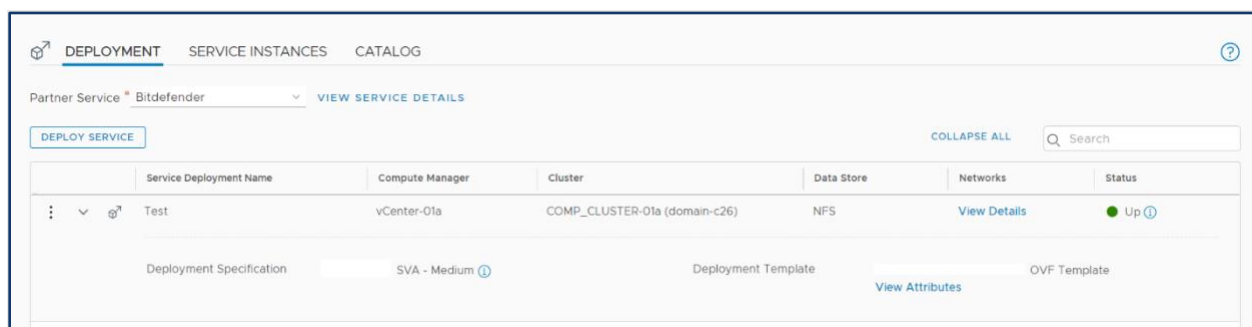 DEPLOYMENT SERVICE INSTANCES CATALOG
Partner Service * Bitdefender VIEW SERVICE DETAILS
DEPLOY SERVICE COLLAPSE ALL Search
Service Deployment Name Compute Manager Cluster Data Store Networks Status
Test vCenter-01a COMP_CLUSTER-01a (domain-c26) NFS View Details Up
Deployment Specification SVA - Medium Deployment Template OVF Template
View Attributes